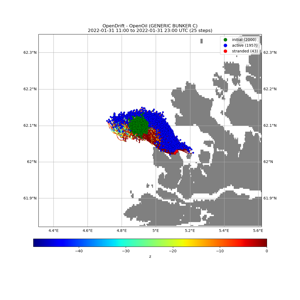 OpenDrift - OpenOil (GENERIC BUNKER C)
2022-01-31 11:00 to 2022-01-31 23:00 UTC (25 steps)
initial (2000)
active (1957)
stranded (43)
62.3°N 62.3°N
62.2°N 62.2°N
62.1°N 62.1°N
62°N 62°N
61.9°N 61.9°N
4.4°E 4.6°E 4.8°E 5°E 5.2°E 5.4°E 5.6°E
−40 −30 −20 −10 0
z